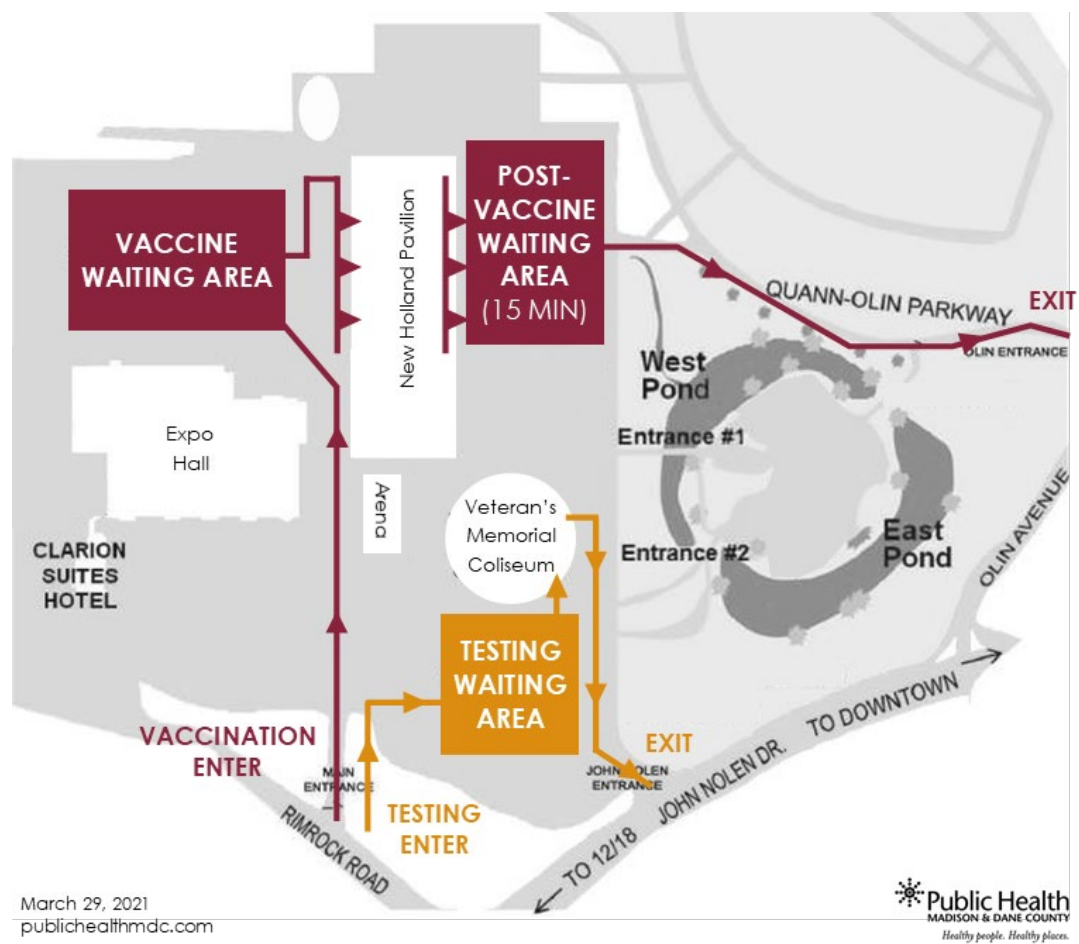 POST-
VACCINE
WAITING
AREA
(15 MIN)
VACCINE
WAITING AREA
New Holland Pavilion
QUANN-OLIN PARKWAY
EXIT
OLIN ENTRANCE
West
Pond
Entrance #1
Expo
Hall
Arena
Veteran's
Memorial
Coliseum
East
Pond
Entrance #2
OLIN AVENUE
CLARION
SUITES
HOTEL
TESTING
WAITING
AREA
VACCINATION
ENTER
MAIN
ENTRANCE
TESTING
ENTER
EXIT
JOHN NOLEN
ENTRANCE
RIMROCK ROAD
TO 12/18 JOHN NOLEN DR. TO DOWNTOWN
March 29, 2021
publichealthmdc.com
Public Health
MADISON & DANE COUNTY
Healthy people. Healthy places.